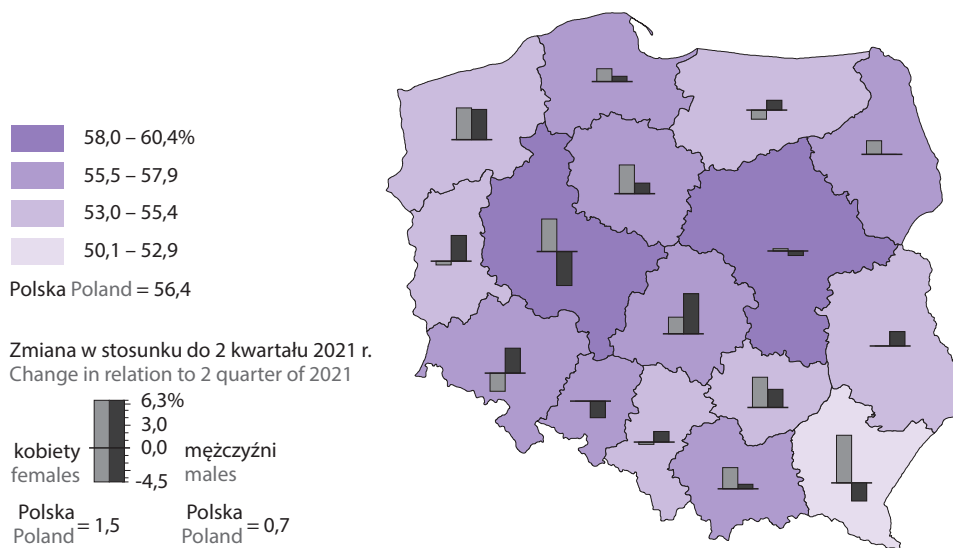 58,0 – 60,4%
55,5 – 57,9
53,0 – 55,4
50,1 – 52,9
Polska Poland = 56,4
Zmiana w stosunku do 2 kwartału 2021 r.
Change in relation to 2 quarter of 2021
6,3%
3,0
kobiety 0,0 mężczyźni
females males
-4,5
Polska Polska
Poland = 1,5 Poland = 0,7